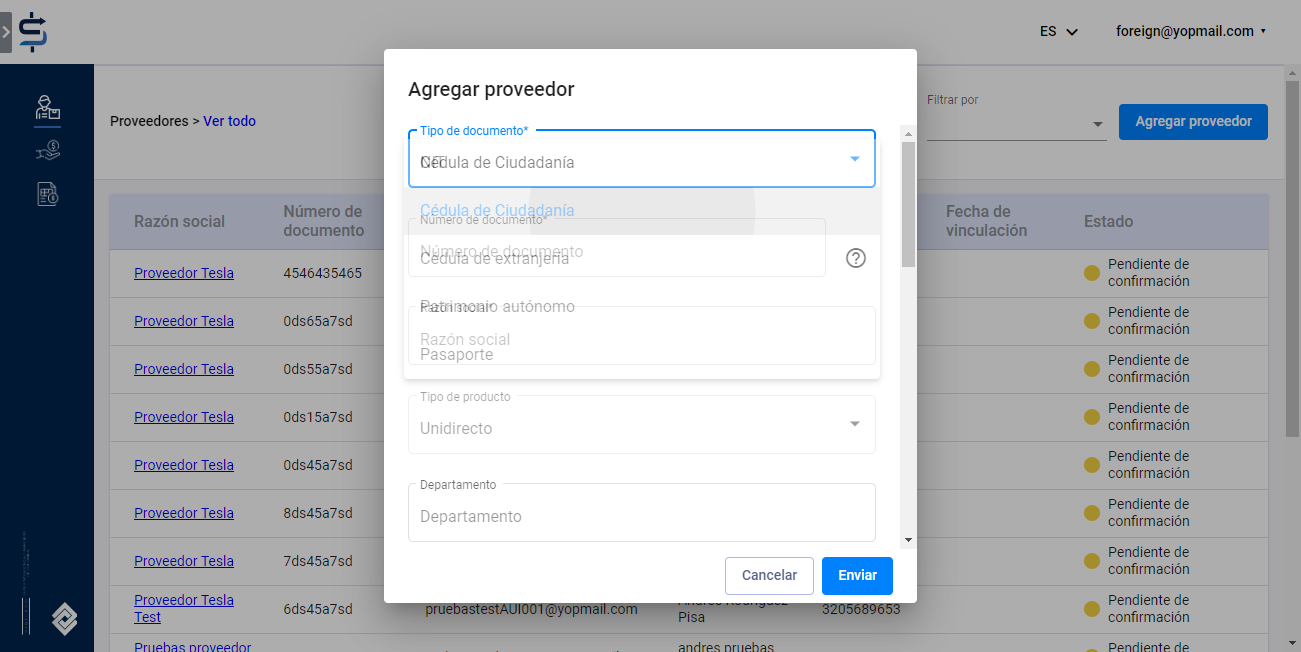 ES
foreign@yopmail.com
Agregar proveedor
Proveedores > Ver todo
Filtrar por
Agregar proveedor
Tipo de documento*
NIT
Cédula de Ciudadanía
Cédula de Ciudadanía
Número de documento*
Número de documento
Cédula de extranjería
Patrimonio autónomo
Razón social*
Razón social
Pasaporte
Tipo de producto
Unidirecto
Departamento
Departamento
Cancelar
Enviar
Razón social
Número de documento
Fecha de vinculación
Estado
Proveedor Tesla
4546435465
Pendiente de confirmación
Proveedor Tesla
0ds65a7sd
Pendiente de confirmación
Proveedor Tesla
0ds55a7sd
Pendiente de confirmación
Proveedor Tesla
0ds15a7sd
Pendiente de confirmación
Proveedor Tesla
0ds45a7sd
Pendiente de confirmación
Proveedor Tesla
8ds45a7sd
Pendiente de confirmación
Proveedor Tesla
7ds45a7sd
Pendiente de confirmación
Proveedor Tesla Test
6ds45a7sd
pruebastestAUI001@yopmail.com
Andres Rodriguez Pisa
3205689653
Pendiente de confirmación
Pruebas proveedor
andres pruebas
Pendiente de